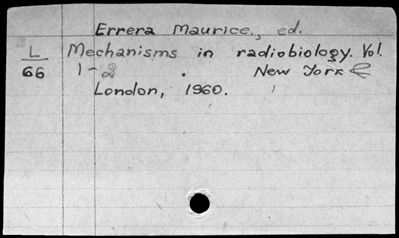 Errera Maurice., ed.
L Mechanisms in radiobiology. Vol.
66 1-2 . New York &
London, 1960.